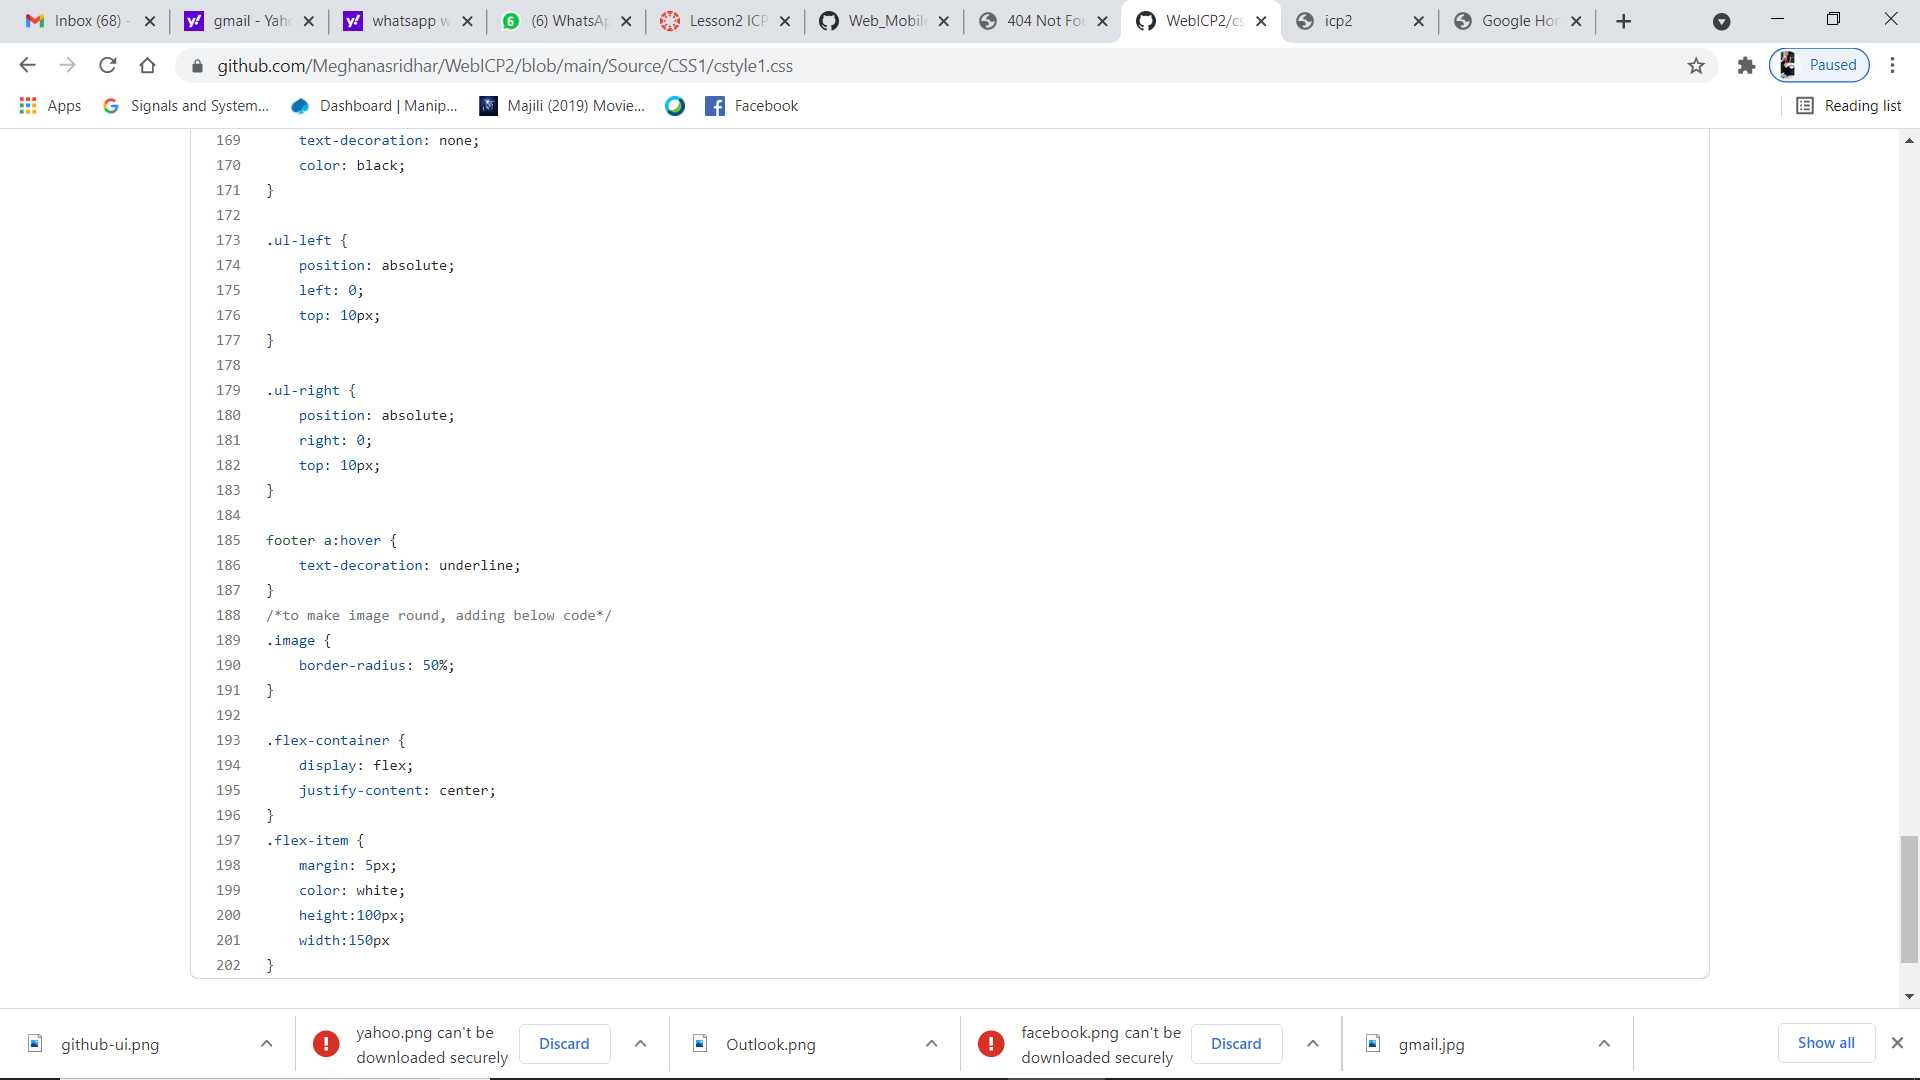 Inbox (68) -
gmail - Yaho
whatsapp w
(6) WhatsAp
Lesson2 ICP
Web_Mobile
404 Not Fou
WebICP2/cs
icp2
Google Hor
github.com/Meghanasridhar/WebICP2/blob/main/Source/CSS1/cstyle1.css
Paused
Apps
Signals and System...
Dashboard | Manip...
Majili (2019) Movie...
Facebook
Reading list
169 text-decoration: none;
170 color: black;
171 }
172
173 .ul-left {
174 position: absolute;
175 left: 0;
176 top: 10px;
177 }
178
179 .ul-right {
180 position: absolute;
181 right: 0;
182 top: 10px;
183 }
184
185 footer a:hover {
186 text-decoration: underline;
187 }
188 /*to make image round, adding below code*/
189 .image {
190 border-radius: 50%;
191 }
192
193 .flex-container {
194 display: flex;
195 justify-content: center;
196 }
197 .flex-item {
198 margin: 5px;
199 color: white;
200 height:100px;
201 width:150px
202 }
github-ui.png
yahoo.png can't be
downloaded securely
Discard
Outlook.png
facebook.png can't be
downloaded securely
Discard
gmail.jpg
Show all